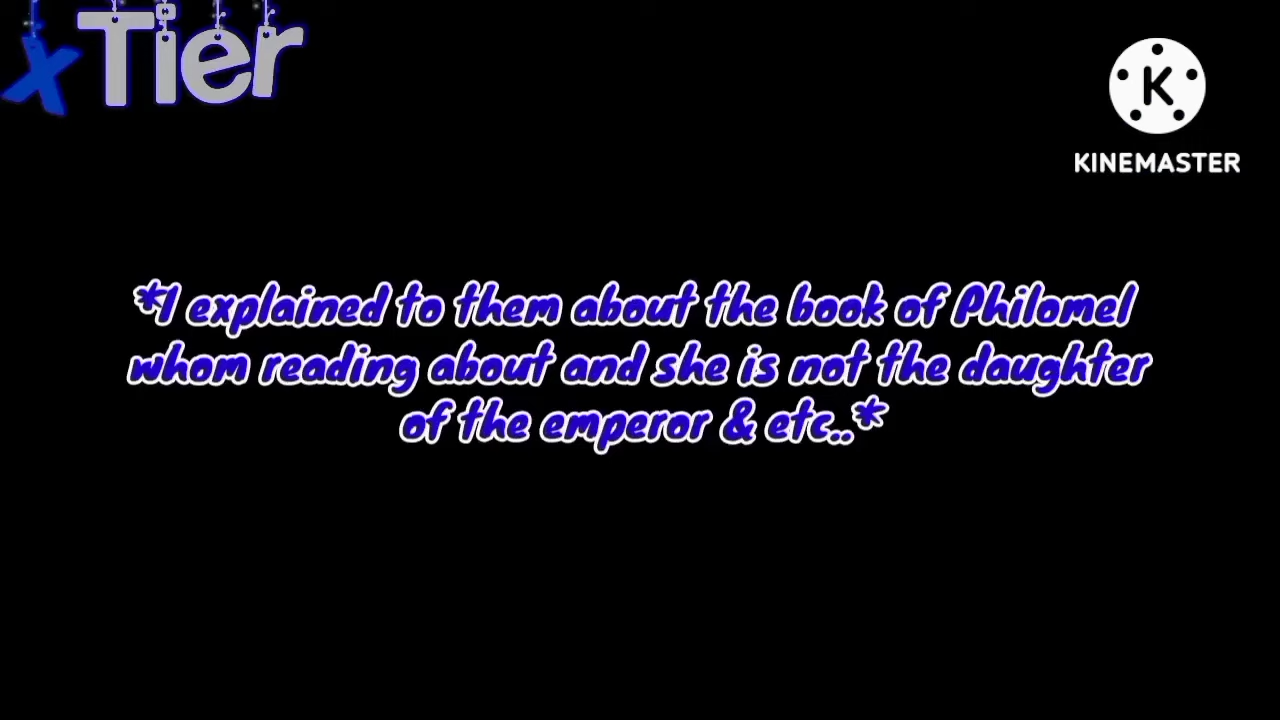 xTier
K
KINEMASTER
*I explained to them about the book of Philomel
whom reading about and she is not the daughter
of the emperor & etc..*